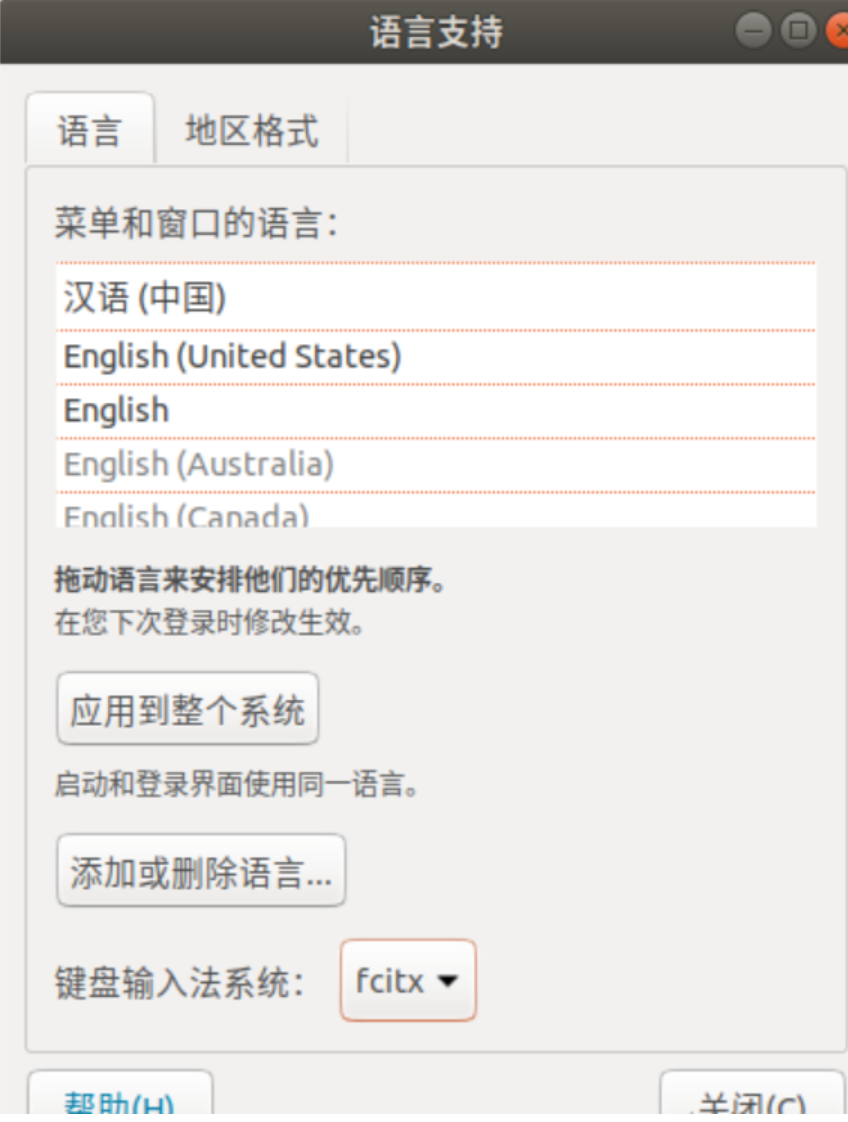 语言支持
语言 地区格式
菜单和窗口的语言：
汉语 (中国)
English (United States)
English
English (Australia)
English (Canada)
拖动语言来安排他们的优先顺序。
在您下次登录时修改生效。
应用到整个系统
启动和登录界面使用同一语言。
添加或删除语言...
键盘输入法系统： fcitx
帮助(H) 关闭(C)